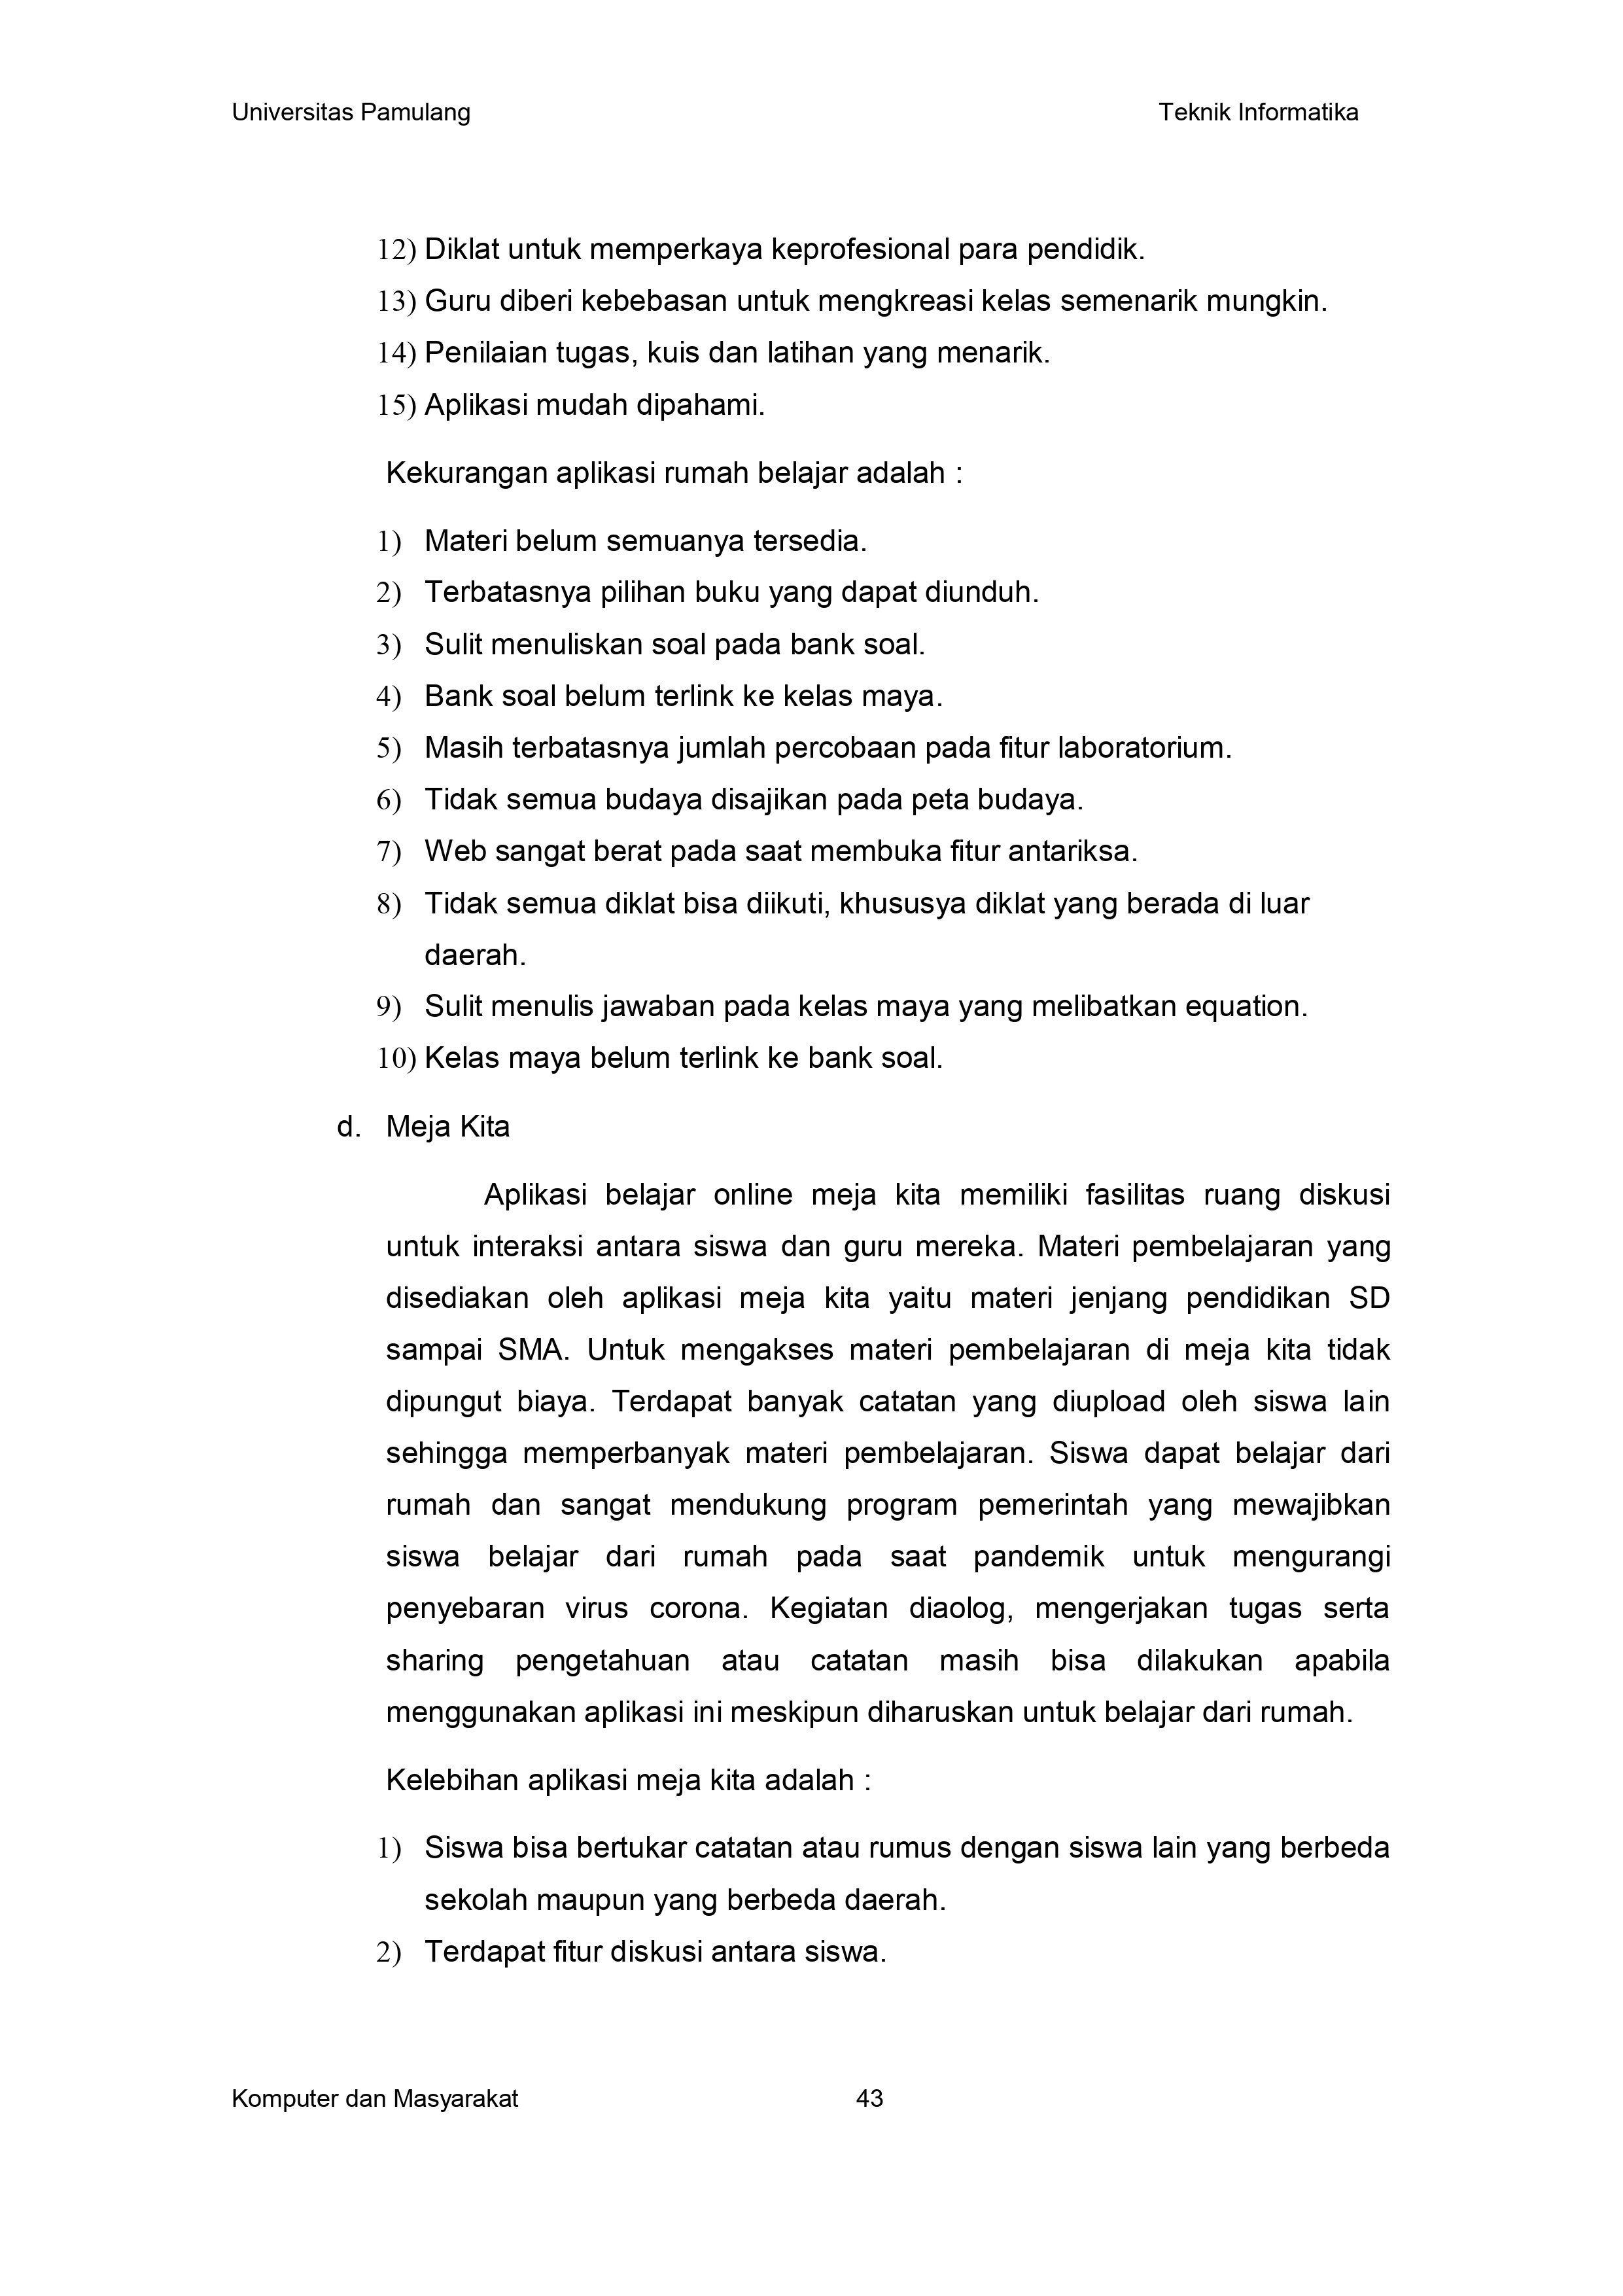 Universitas Pamulang Teknik Informatika
12) Diklat untuk memperkaya keprofesional para pendidik.
13) Guru diberi kebebasan untuk mengkreasi kelas semenarik mungkin.
14) Penilaian tugas, kuis dan latihan yang menarik.
15) Aplikasi mudah dipahami.
Kekurangan aplikasi rumah belajar adalah :
1) Materi belum semuanya tersedia.
2) Terbatasnya pilihan buku yang dapat diunduh.
3) Sulit menuliskan soal pada bank soal.
4) Bank soal belum terlink ke kelas maya.
5) Masih terbatasnya jumlah percobaan pada fitur laboratorium.
6) Tidak semua budaya disajikan pada peta budaya.
7) Web sangat berat pada saat membuka fitur antariksa.
8) Tidak semua diklat bisa diikuti, khususya diklat yang berada di luar
daerah.
9) Sulit menulis jawaban pada kelas maya yang melibatkan equation.
10) Kelas maya belum terlink ke bank soal.
d. Meja Kita
Aplikasi belajar online meja kita memiliki fasilitas ruang diskusi
untuk interaksi antara siswa dan guru mereka. Materi pembelajaran yang
disediakan oleh aplikasi meja kita yaitu materi jenjang pendidikan SD
sampai SMA. Untuk mengakses materi pembelajaran di meja kita tidak
dipungut biaya. Terdapat banyak catatan yang diupload oleh siswa lain
sehingga memperbanyak materi pembelajaran. Siswa dapat belajar dari
rumah dan sangat mendukung program pemerintah yang mewajibkan
siswa belajar dari rumah pada saat pandemik untuk mengurangi
penyebaran virus corona. Kegiatan diaolog, mengerjakan tugas serta
sharing pengetahuan atau catatan masih bisa dilakukan apabila
menggunakan aplikasi ini meskipun diharuskan untuk belajar dari rumah.
Kelebihan aplikasi meja kita adalah :
1) Siswa bisa bertukar catatan atau rumus dengan siswa lain yang berbeda
sekolah maupun yang berbeda daerah.
2) Terdapat fitur diskusi antara siswa.
Komputer dan Masyarakat 43